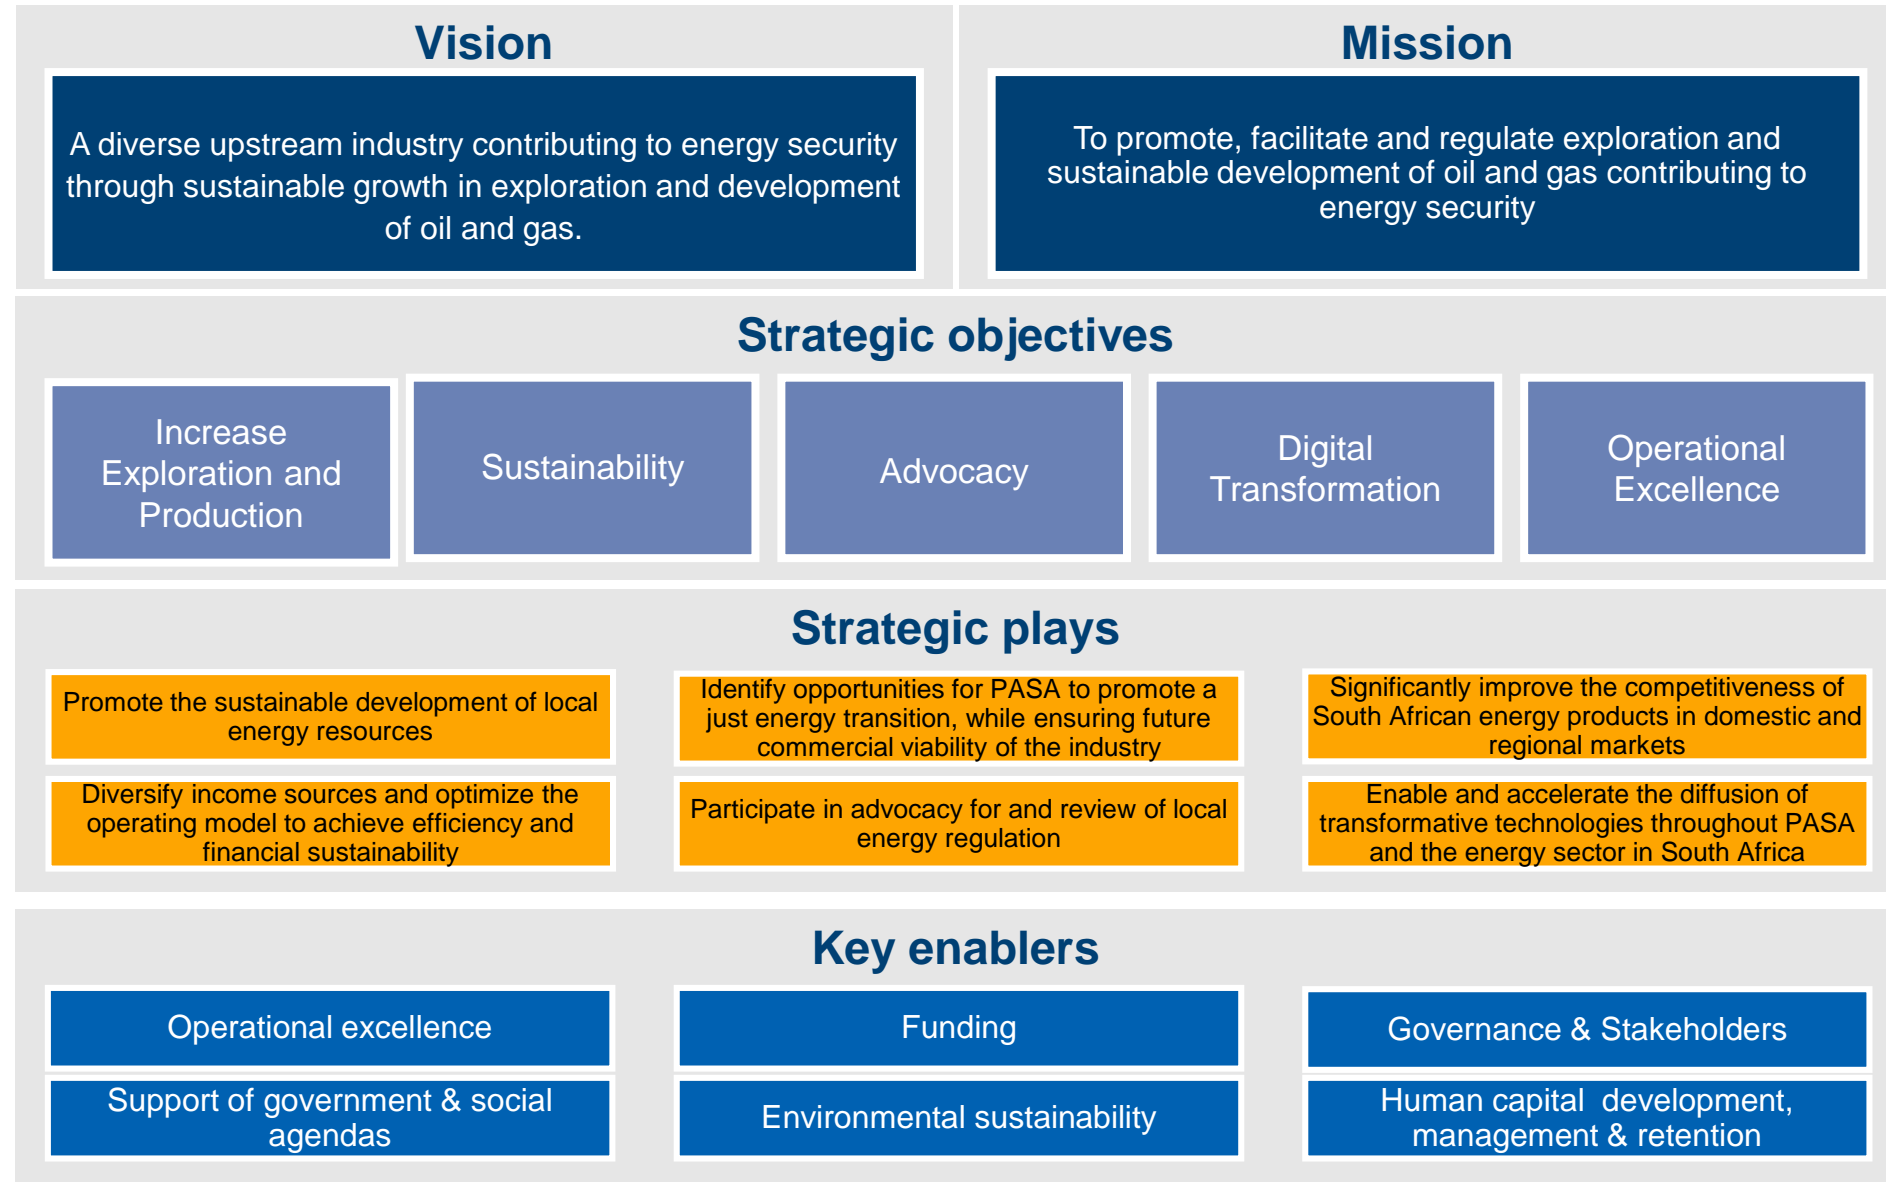 Vision
A diverse upstream industry contributing to energy security
through sustainable growth in exploration and development
of oil and gas.
Mission
To promote, facilitate and regulate exploration and
sustainable development of oil and gas contributing to
energy security
Strategic objectives
Increase
Exploration and
Production
Sustainability
Advocacy
Digital
Transformation
Operational
Excellence
Strategic plays
Promote the sustainable development of local
energy resources
Identify opportunities for PASA to promote a
just energy transition, while ensuring future
commercial viability of the industry
Significantly improve the competitiveness of
South African energy products in domestic and
regional markets
Diversify income sources and optimize the
operating model to achieve efficiency and
financial sustainability
Participate in advocacy for and review of local
energy regulation
Enable and accelerate the diffusion of
transformative technologies throughout PASA
and the energy sector in South Africa
Key enablers
Operational excellence
Funding
Governance & Stakeholders
Support of government & social
agendas
Environmental sustainability
Human capital  development,
management & retention